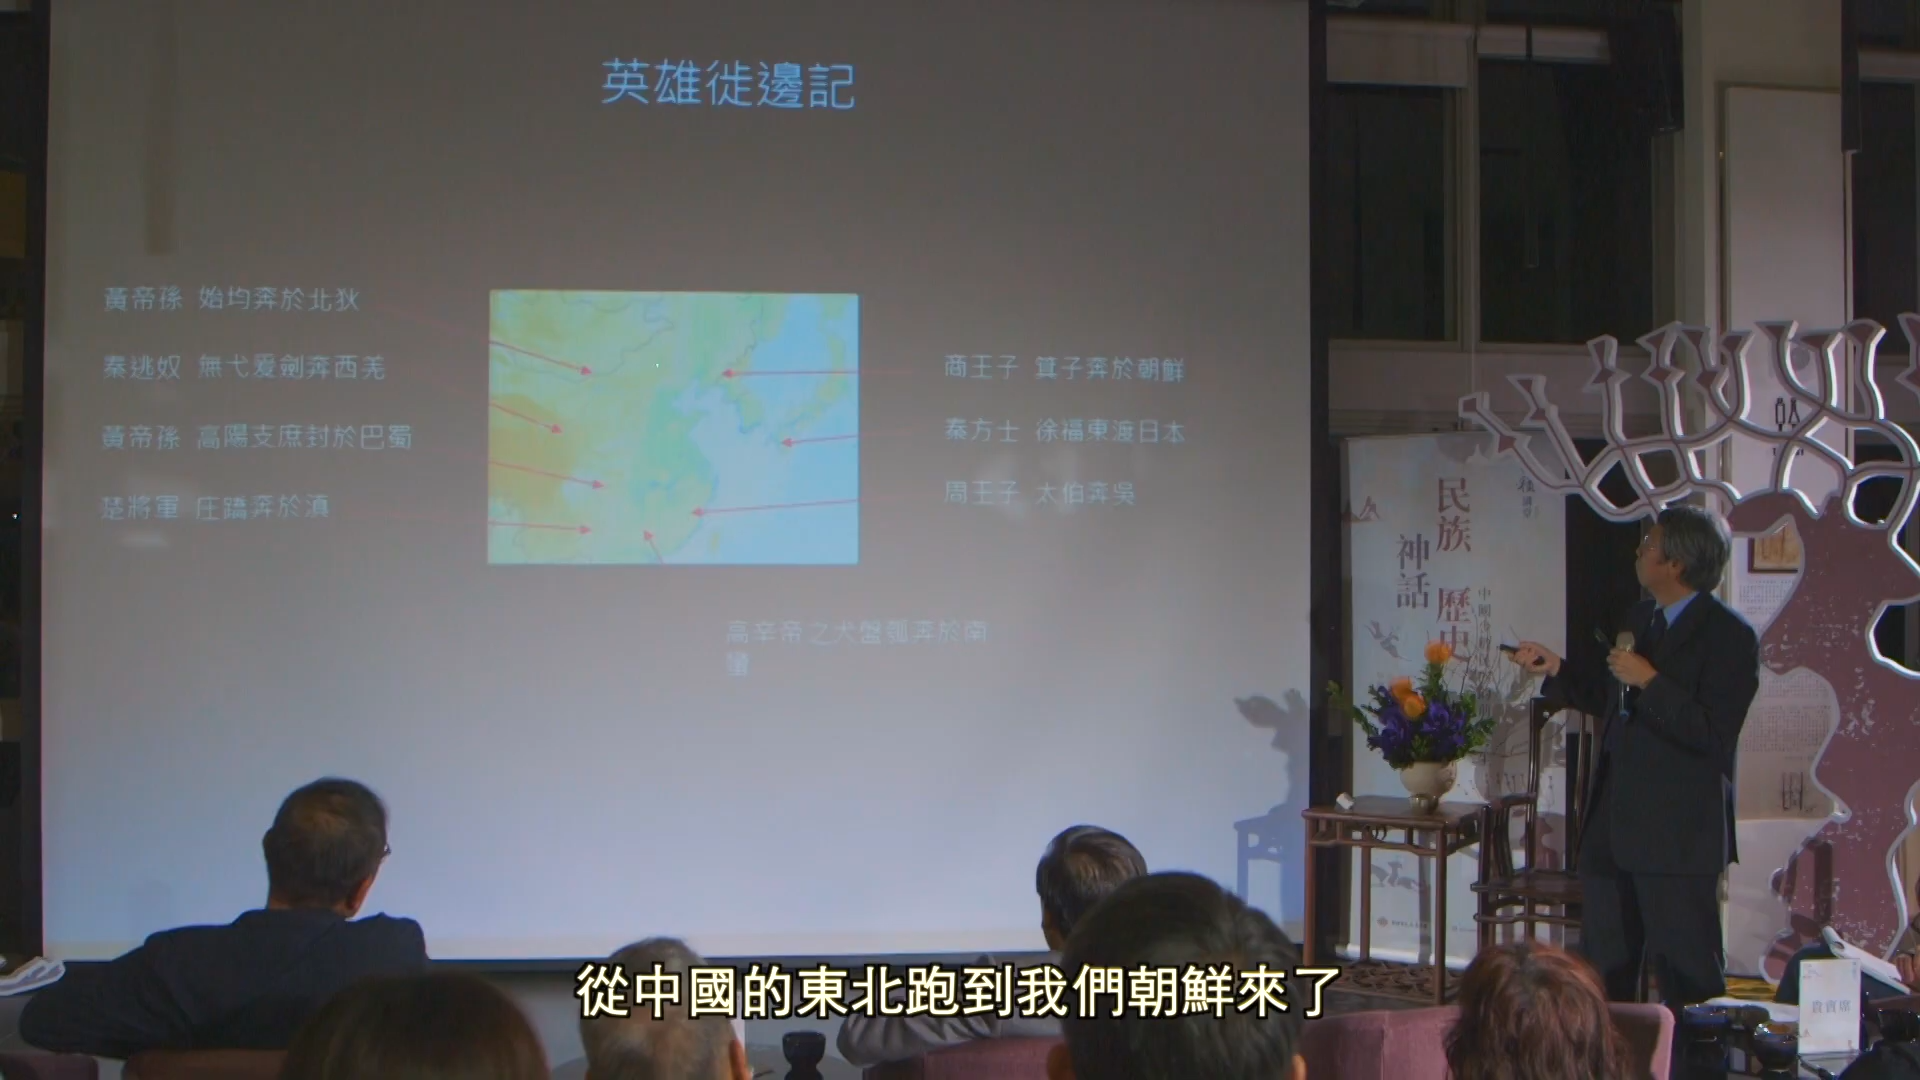 英雄徙邊記
黃帝孫 始均奔於北狄
秦逃奴 無弋爰劍奔西羌
黃帝孫 高陽支庶封於巴蜀
楚將軍 庄蹻奔於滇
商王子 箕子奔於朝鮮
秦方士 徐福東渡日本
周王子 太伯奔吳
高辛帝之犬盤瓠奔於南
蠻
民族 歷史
神話
貴賓席
從中國的東北跑到我們朝鮮來了